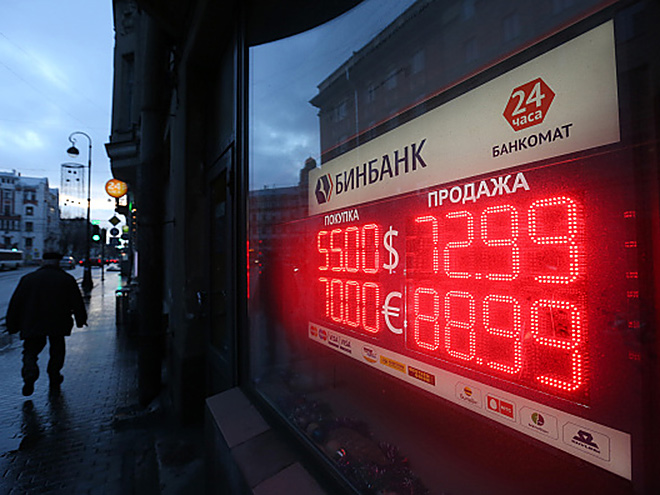 24
часа
БАНКОМАТ
БИНБАНК
ПОКУПКА ПРОДАЖА
55.00 $ 72.99
70.00 € 88.99